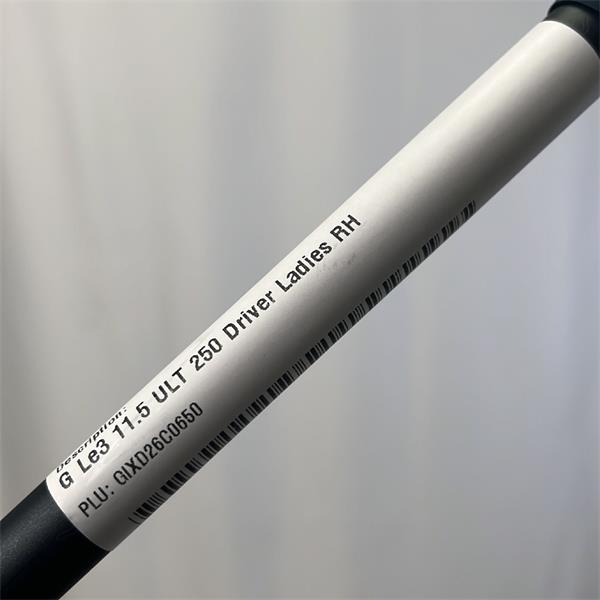 Description:
G Le3 11.5 ULT 250 Driver Ladies RH
PLU: GIXD26C0650